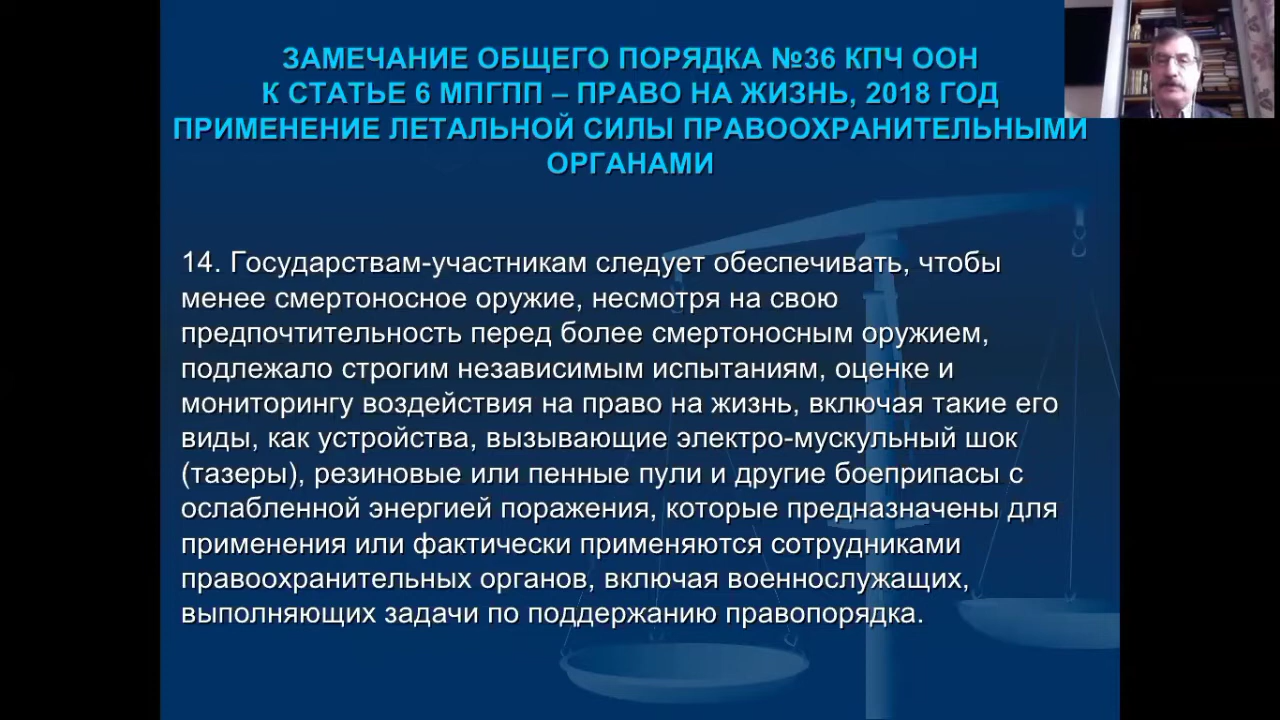 ЗАМЕЧАНИЕ ОБЩЕГО ПОРЯДКА №36 КПЧ ООН
К СТАТЬЕ 6 МПГПП – ПРАВО НА ЖИЗНЬ, 2018 ГОД
ПРИМЕНЕНИЕ ЛЕТАЛЬНОЙ СИЛЫ ПРАВООХРАНИТЕЛЬНЫМИ
ОРГАНАМИ
14. Государствам-участникам следует обеспечивать, чтобы
менее смертоносное оружие, несмотря на свою
предпочтительность перед более смертоносным оружием,
подлежало строгим независимым испытаниям, оценке и
мониторингу воздействия на право на жизнь, включая такие его
виды, как устройства, вызывающие электро-мускульный шок
(тазеры), резиновые или пенные пули и другие боеприпасы с
ослабленной энергией поражения, которые предназначены для
применения или фактически применяются сотрудниками
правоохранительных органов, включая военнослужащих,
выполняющих задачи по поддержанию правопорядка.